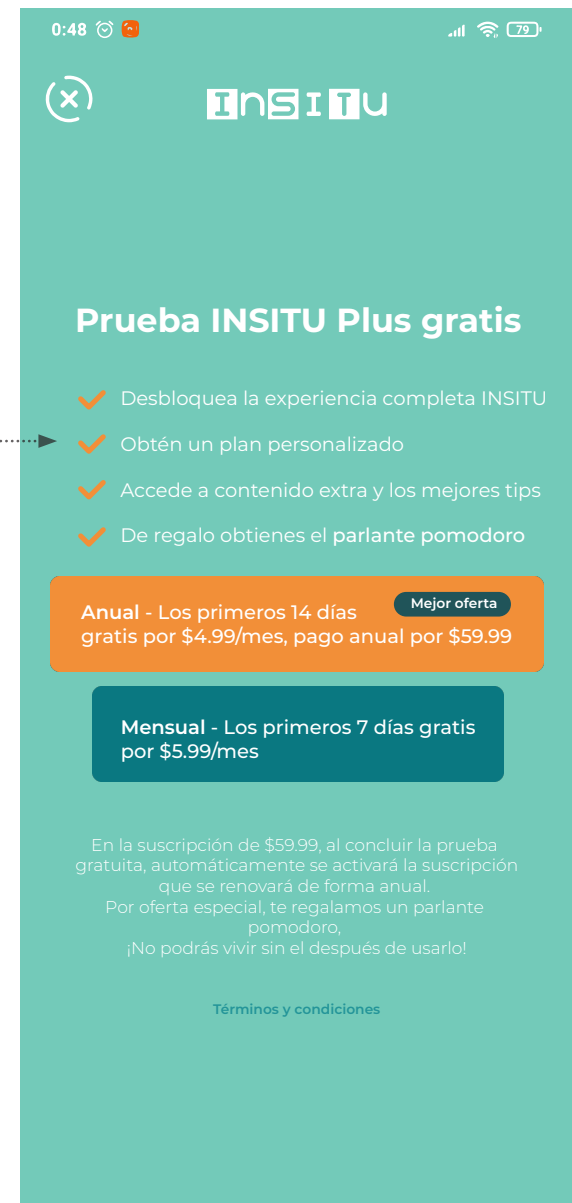 0:48
79
InSITu
Prueba INSITU Plus gratis
Desbloquea la experiencia completa INSITU
Obtén un plan personalizado
Accede a contenido extra y los mejores tips
De regalo obtienes el parlante pomodoro
Mejor oferta
Anual - Los primeros 14 días
gratis por $4.99/mes, pago anual por $59.99
Mensual - Los primeros 7 días gratis
por $5.99/mes
En la suscripción de $59.99, al concluir la prueba
gratuita, automáticamente se activará la suscripción
que se renovará de forma anual.
Por oferta especial, te regalamos un parlante
pomodoro,
¡No podrás vivir sin el después de usarlo!
Términos y condiciones